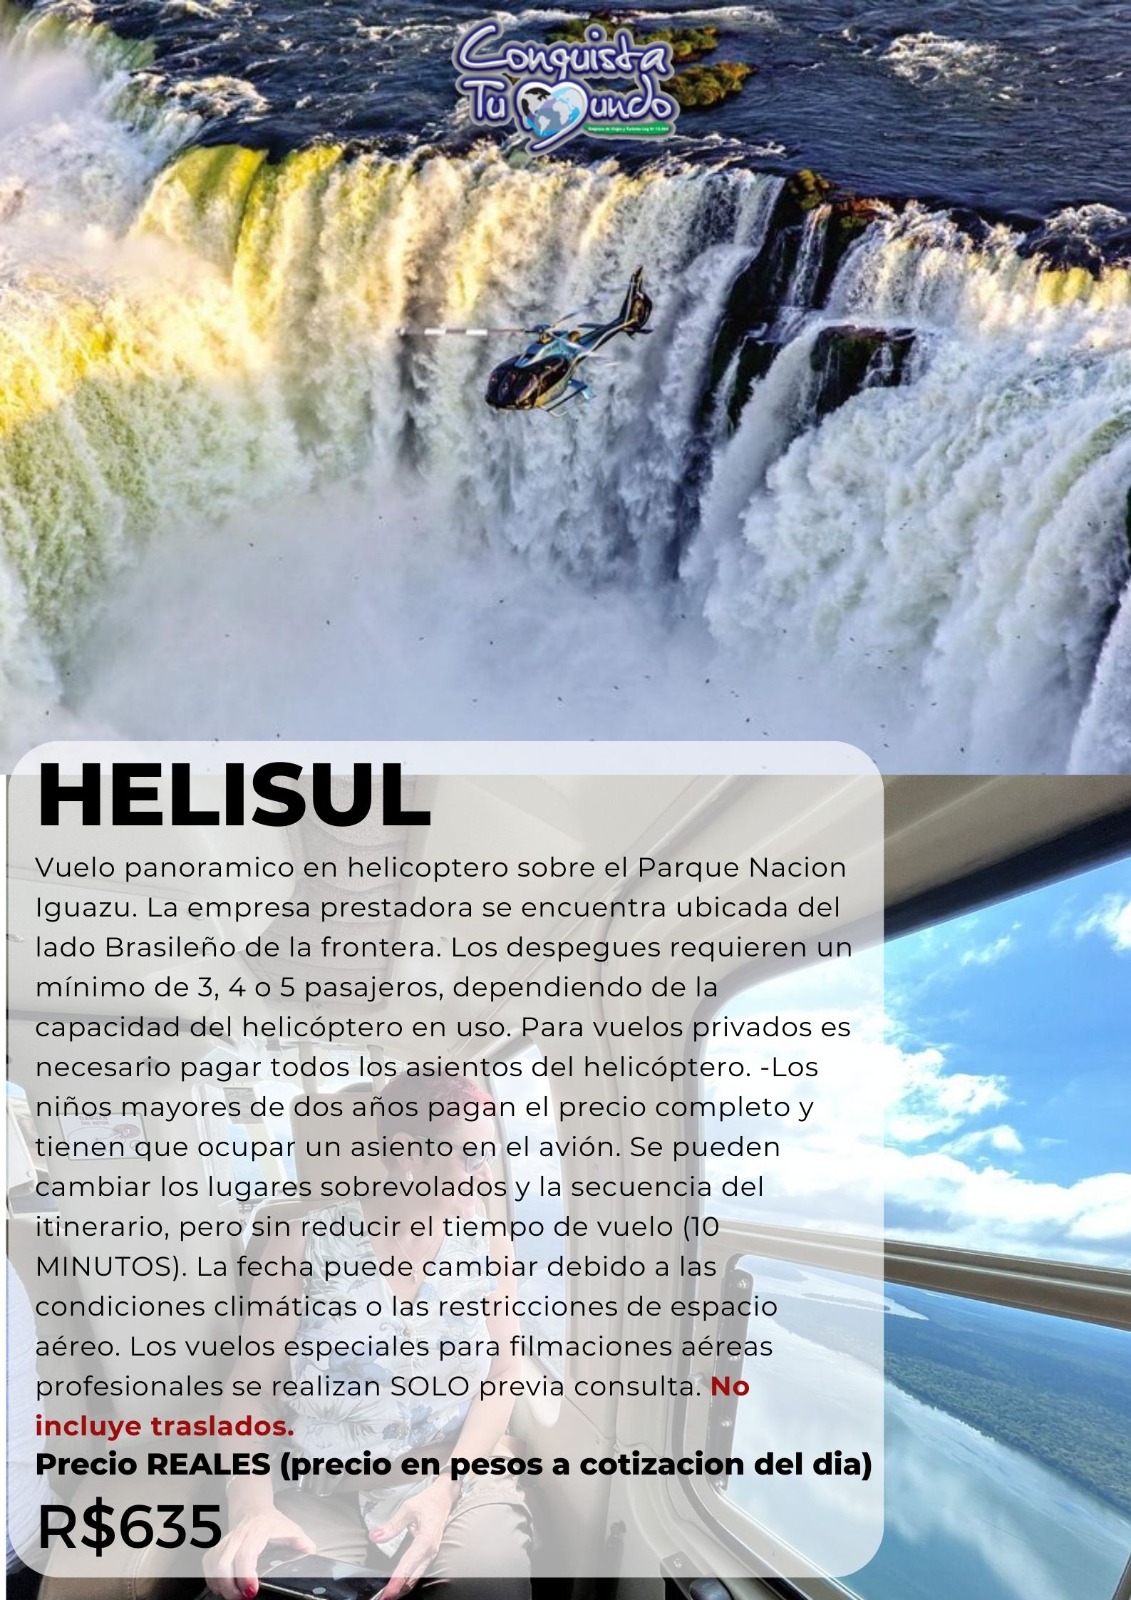 Conquista
Tu Mundo
HELISUL
Vuelo panoramico en helicoptero sobre el Parque Nacion
Iguazu. La empresa prestadora se encuentra ubicada del
lado Brasileño de la frontera. Los despegues requieren un
mínimo de 3, 4 o 5 pasajeros, dependiendo de la
capacidad del helicóptero en uso. Para vuelos privados es
necesario pagar todos los asientos del helicóptero. -Los
niños mayores de dos años pagan el precio completo y
tienen que ocupar un asiento en el avión. Se pueden
cambiar los lugares sobrevolados y la secuencia del
itinerario, pero sin reducir el tiempo de vuelo (10
MINUTOS). La fecha puede cambiar debido a las
condiciones climáticas o las restricciones de espacio
aéreo. Los vuelos especiales para filmaciones aéreas
profesionales se realizan SOLO previa consulta. No
incluye traslados.
Precio REALES (precio en pesos a cotizacion del dia)
R$635